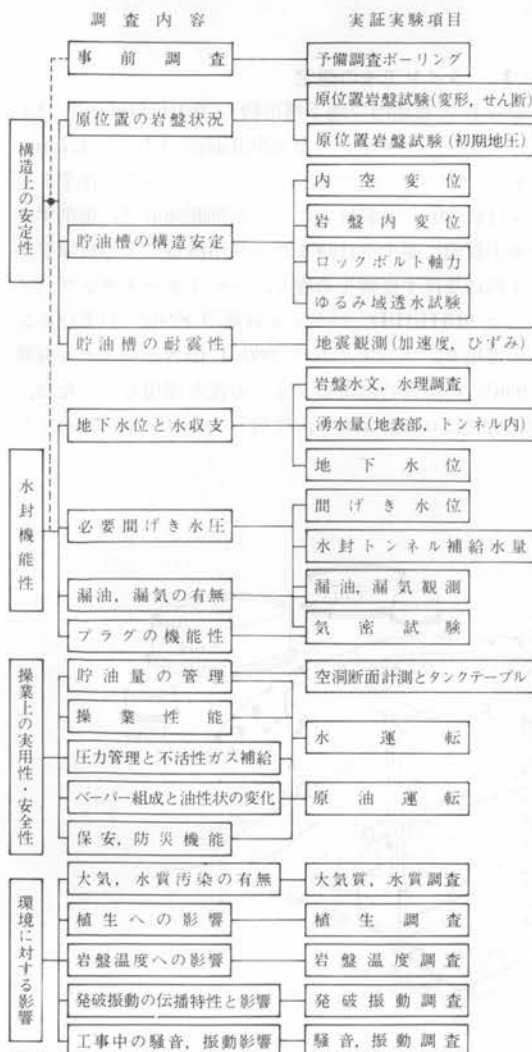 調査内容
実証実験項目
構造上の安定性
事前調査
予備調査ボーリング
原位置の岩盤状況
原位置岩盤試験(変形,せん断)
原位置岩盤試験(初期地圧)
貯油槽の構造安定
内空変位
岩盤内変位
ロックボルト軸力
ゆるみ域透水試験
貯油槽の耐震性
地震観測(加速度,ひずみ)
地下水位と水収支
岩盤水文,水理調査
湧水量(地表部,トンネル内)
地下水位
水封機能性
必要間げき水圧
間げき水位
水封トンネル補給水量
漏油,漏気の有無
漏油,漏気観測
プラグの機能性
気密試験
操業上の実用性・安全性
貯油量の管理
空洞断面計測とタンクテーブル
操業性能
水運転
圧力管理と不活性ガス補給
ベーパー組成と油性状の変化
原油運転
保安,防災機能
環境に対する影響
大気,水質汚染の有無
大気質,水質調査
植生への影響
植生調査
岩盤温度への影響
岩盤温度調査
発破振動の伝播特性と影響
発破振動調査
工事中の騒音,振動影響
騒音,振動調査